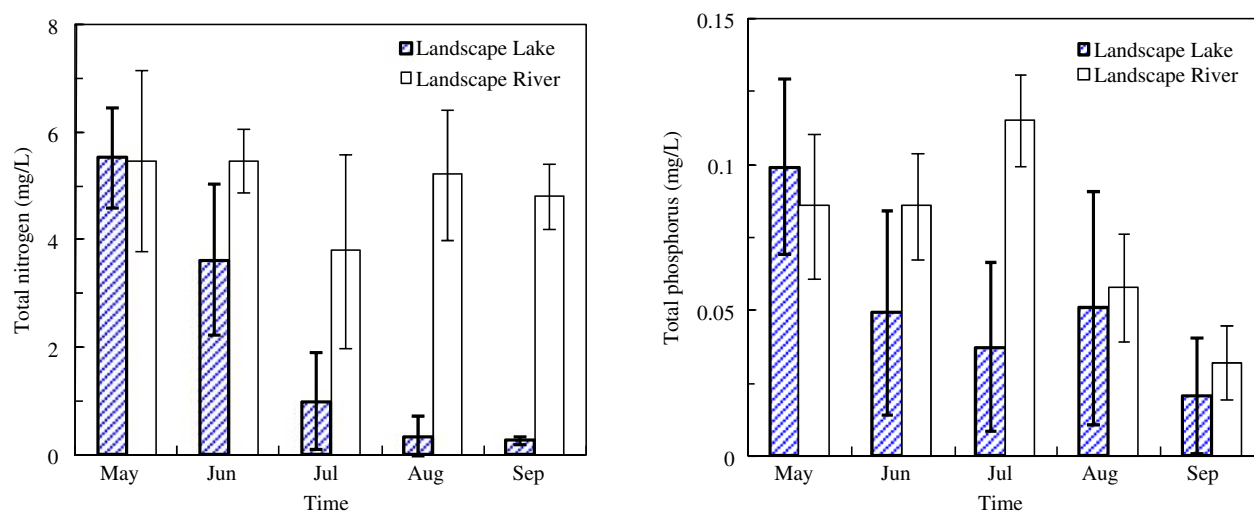 Total nitrogen (mg/L)
8
6
4
2
0
Landscape Lake
Landscape River
May Jun Jul Aug Sep
Time
Total phosphorus (mg/L)
0.15
0.1
0.05
0
Landscape Lake
Landscape River
May Jun Jul Aug Sep
Time